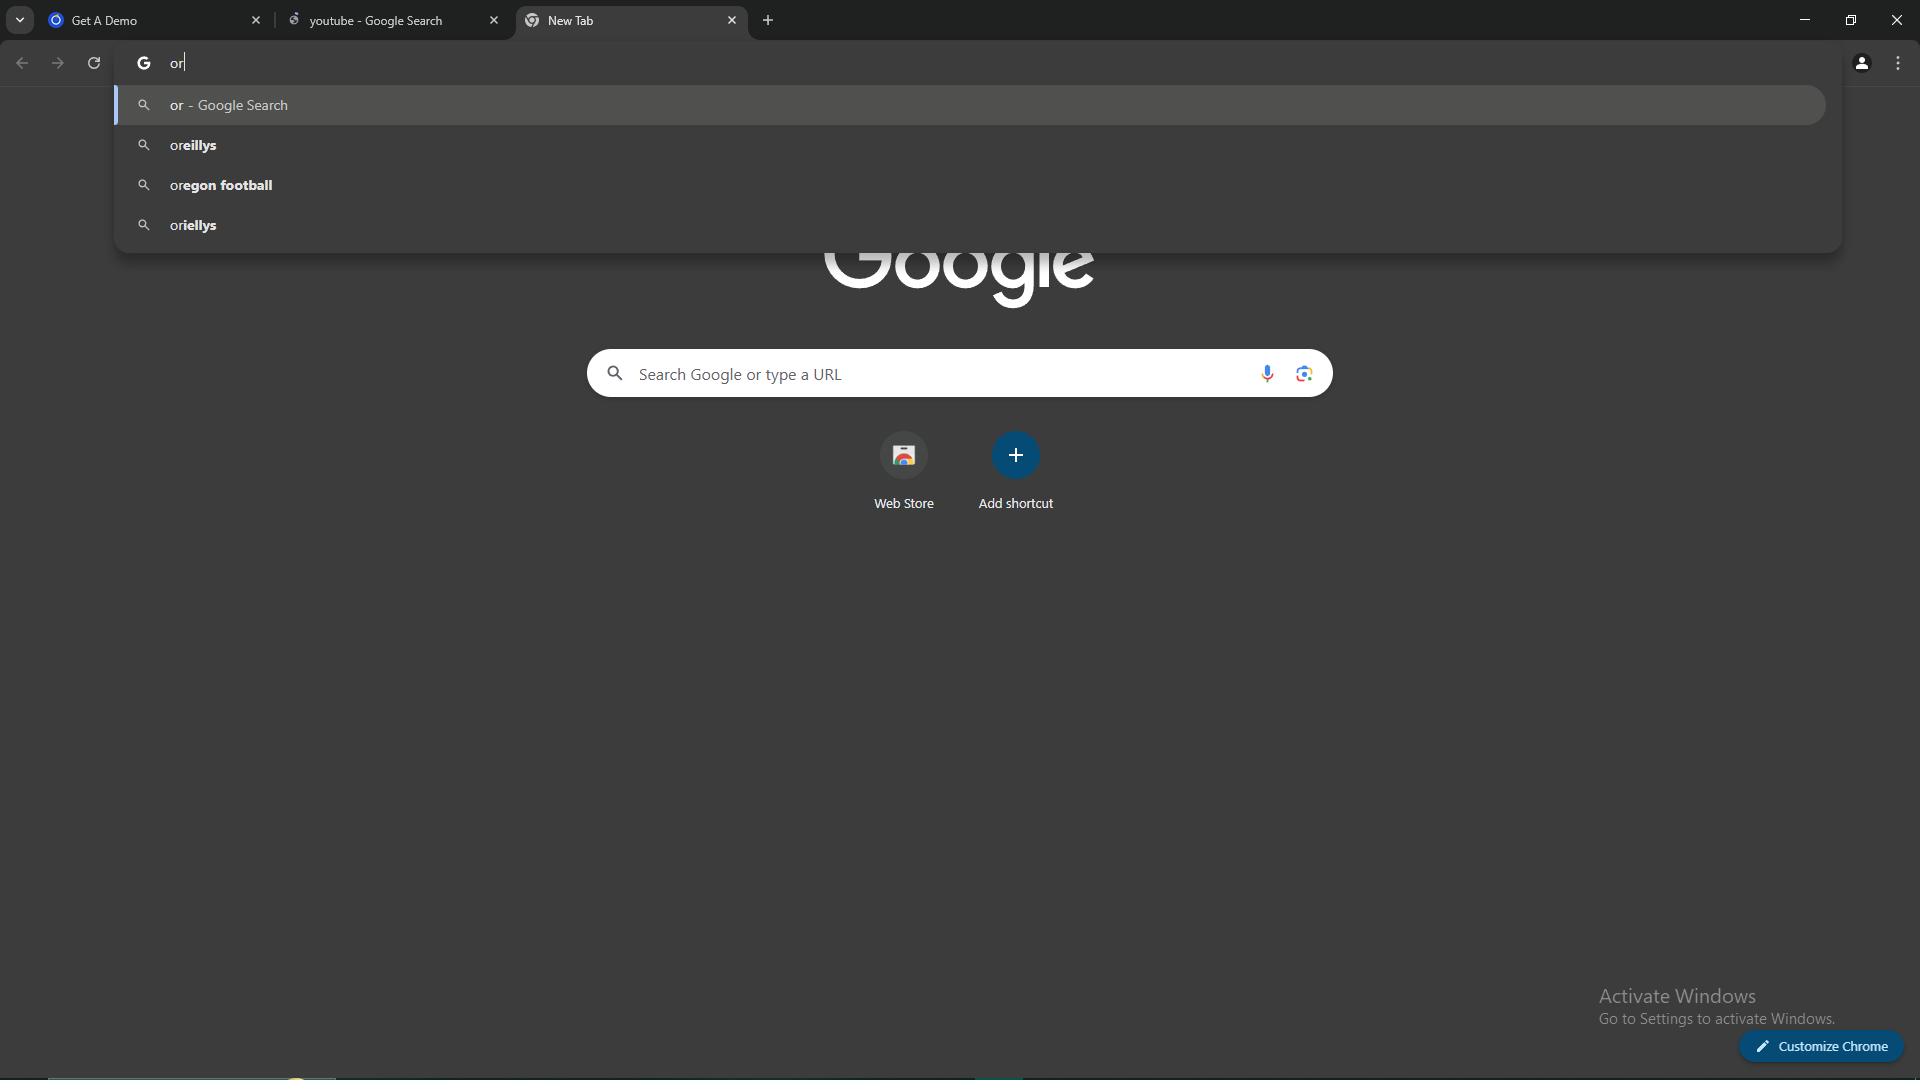 Get A Demo
youtube - Google Search
New Tab
or
or - Google Search
oreillys
oregon football
oriellys
Google
Search Google or type a URL
Web Store
Add shortcut
Activate Windows
Go to Settings to activate Windows.
Customize Chrome